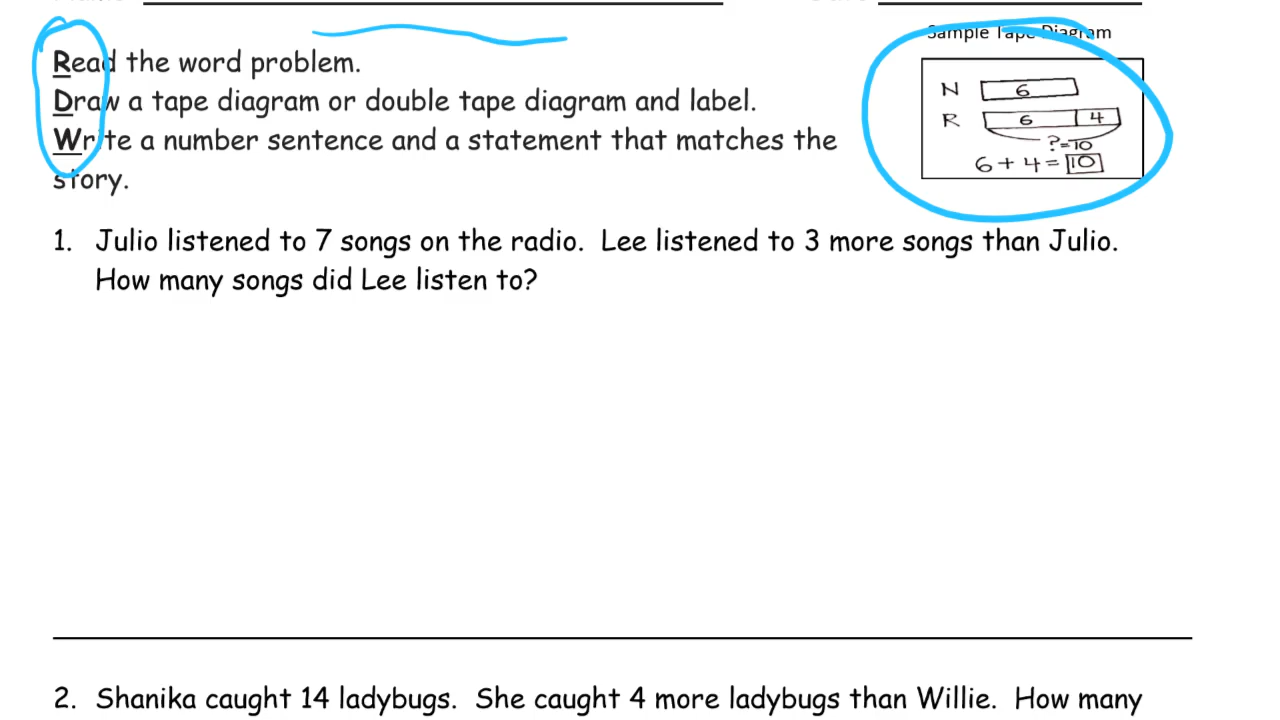 Sample Tape Diagram
Read the word problem.
Draw a tape diagram or double tape diagram and label.
Write a number sentence and a statement that matches the
story.
N 6
R 6 4
?=10
6 + 4 = 10
1. Julio listened to 7 songs on the radio. Lee listened to 3 more songs than Julio.
How many songs did Lee listen to?
2. Shanika caught 14 ladybugs. She caught 4 more ladybugs than Willie. How many